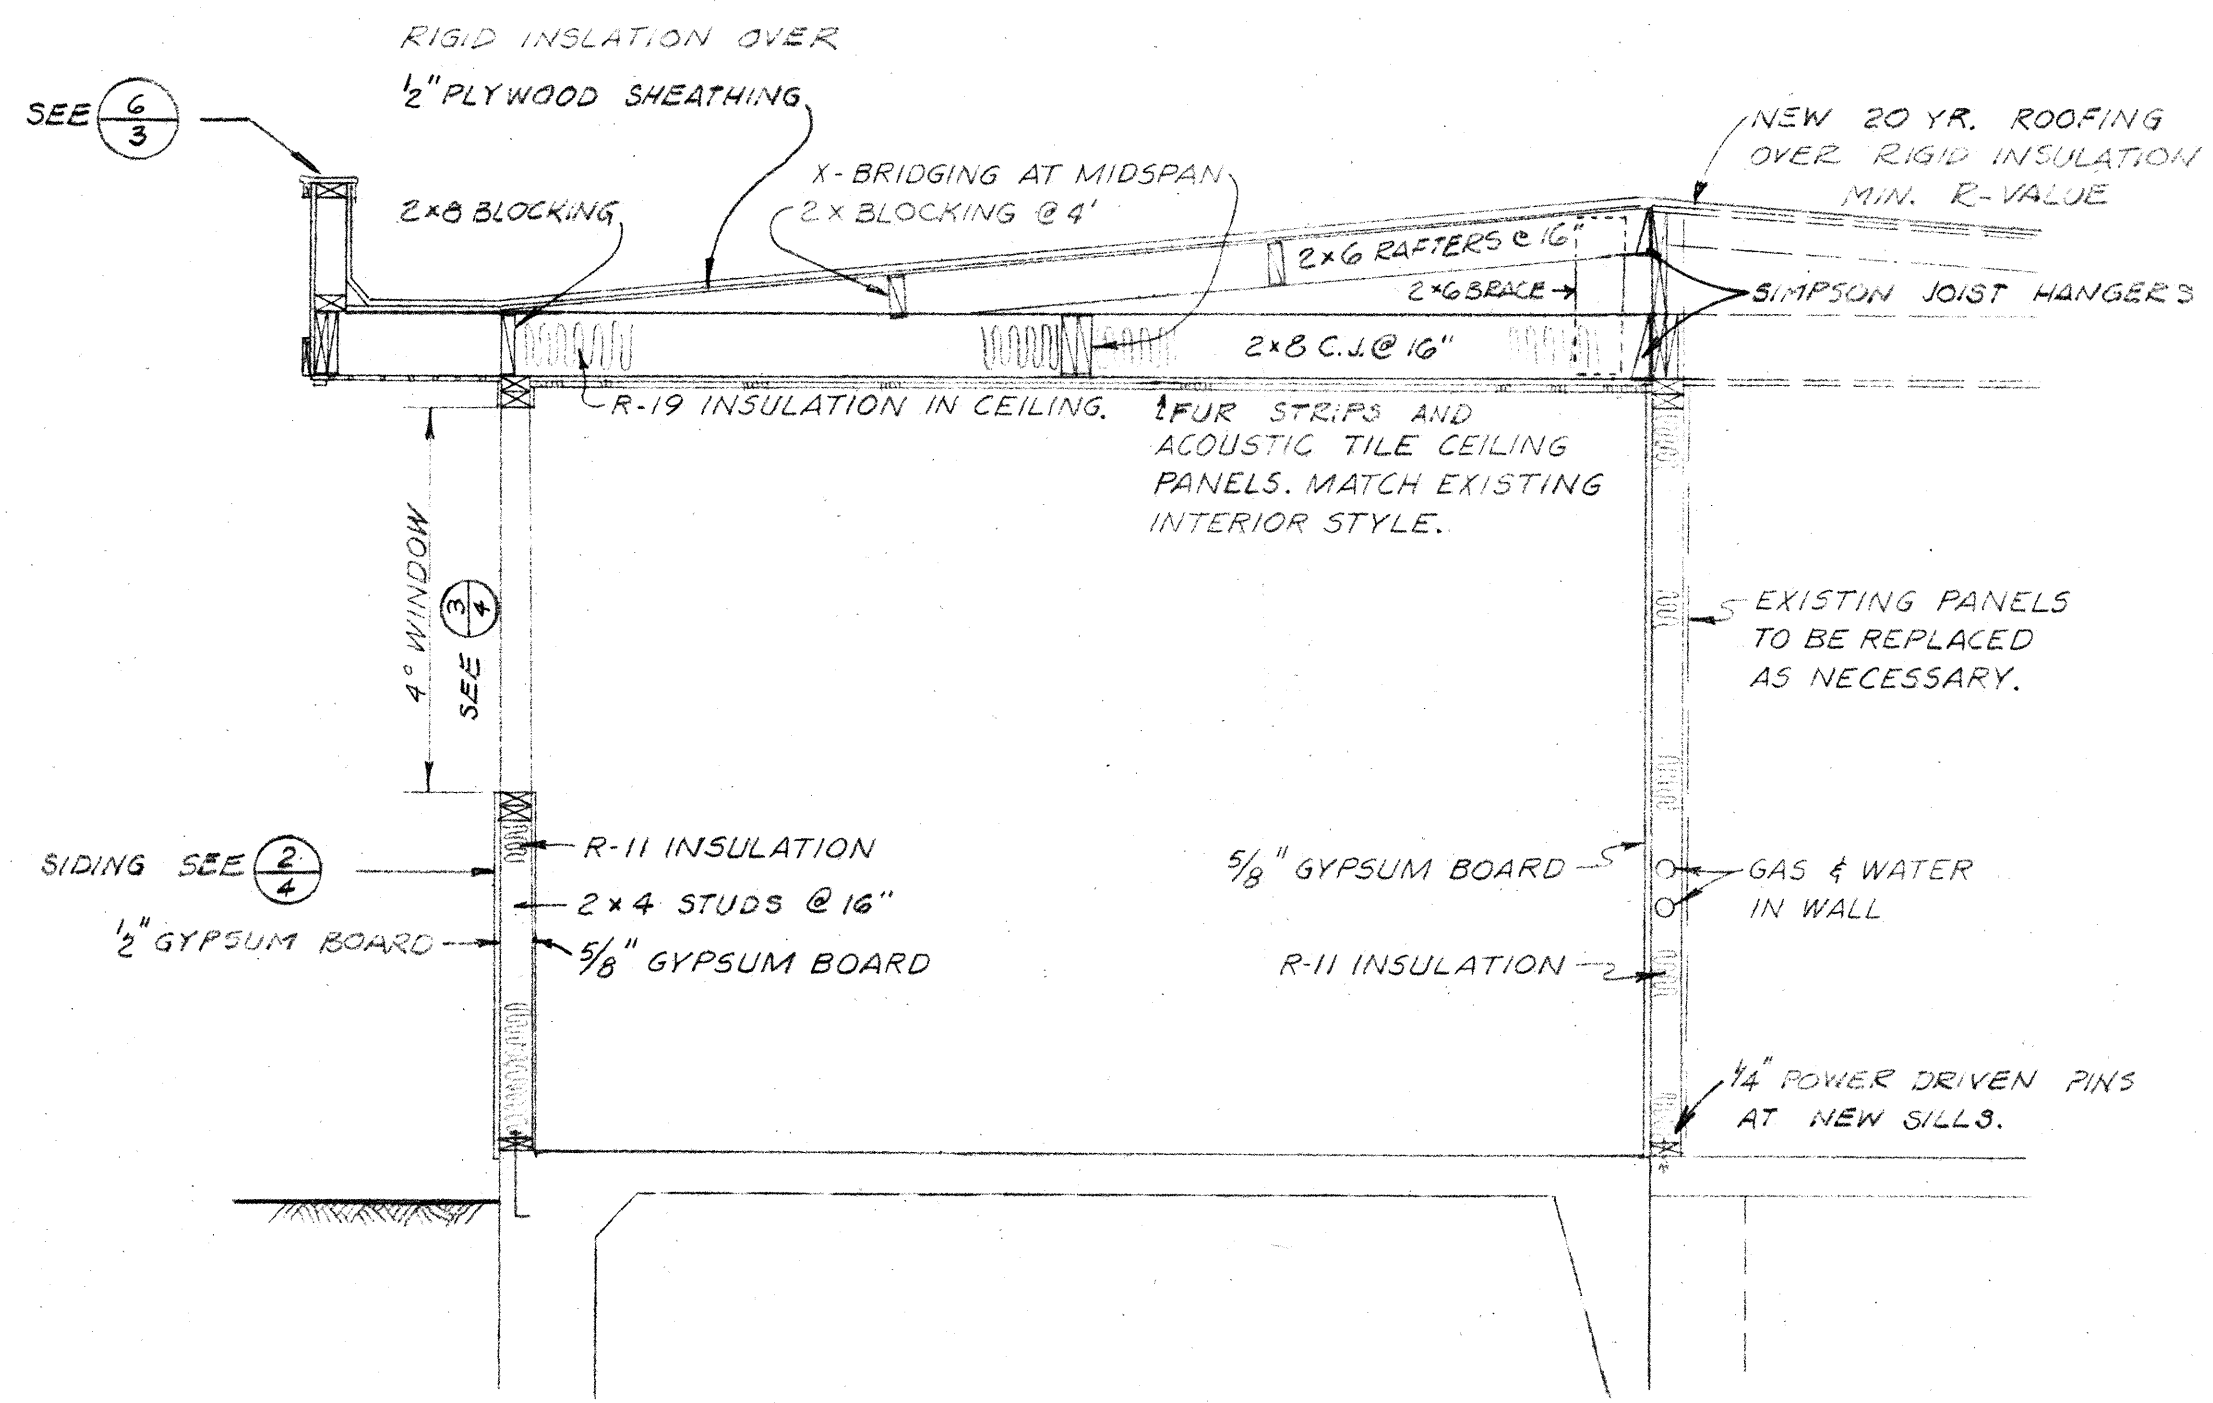 RIGID INSLATION OVER
1/2" PLYWOOD SHEATHING
SEE 6/3
NEW 20 YR. ROOFING
OVER RIGID INSULATION
MIN. R-VALUE
X-BRIDGING AT MIDSPAN
2X BLOCKING @ 4'
2x8 BLOCKING
2x6 RAFTERS @ 16"
2x6 BRACE
SIMPSON JOIST HANGERS
2x8 C.J. @ 16"
R-19 INSULATION IN CEILING.
FUR STRIPS AND
ACOUSTIC TILE CEILING
PANELS. MATCH EXISTING
INTERIOR STYLE.
4° WINDOW
SEE 3/4
EXISTING PANELS
TO BE REPLACED
AS NECESSARY.
SIDING SEE 2/4
R-11 INSULATION
2x4 STUDS @ 16"
1/2" GYPSUM BOARD
5/8" GYPSUM BOARD
5/8" GYPSUM BOARD
GAS & WATER
IN WALL
R-11 INSULATION
1/4" POWER DRIVEN PINS
AT NEW SILLS.